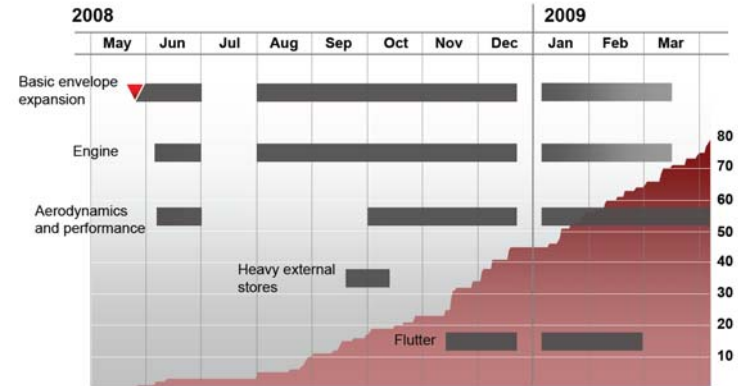 2008 2009
May Jun Jul Aug Sep Oct Nov Dec Jan Feb Mar
Basic envelope
expansion
80
Engine
70
60
Aerodynamics
and performance
50
40
Heavy external
stores
30
20
Flutter
10